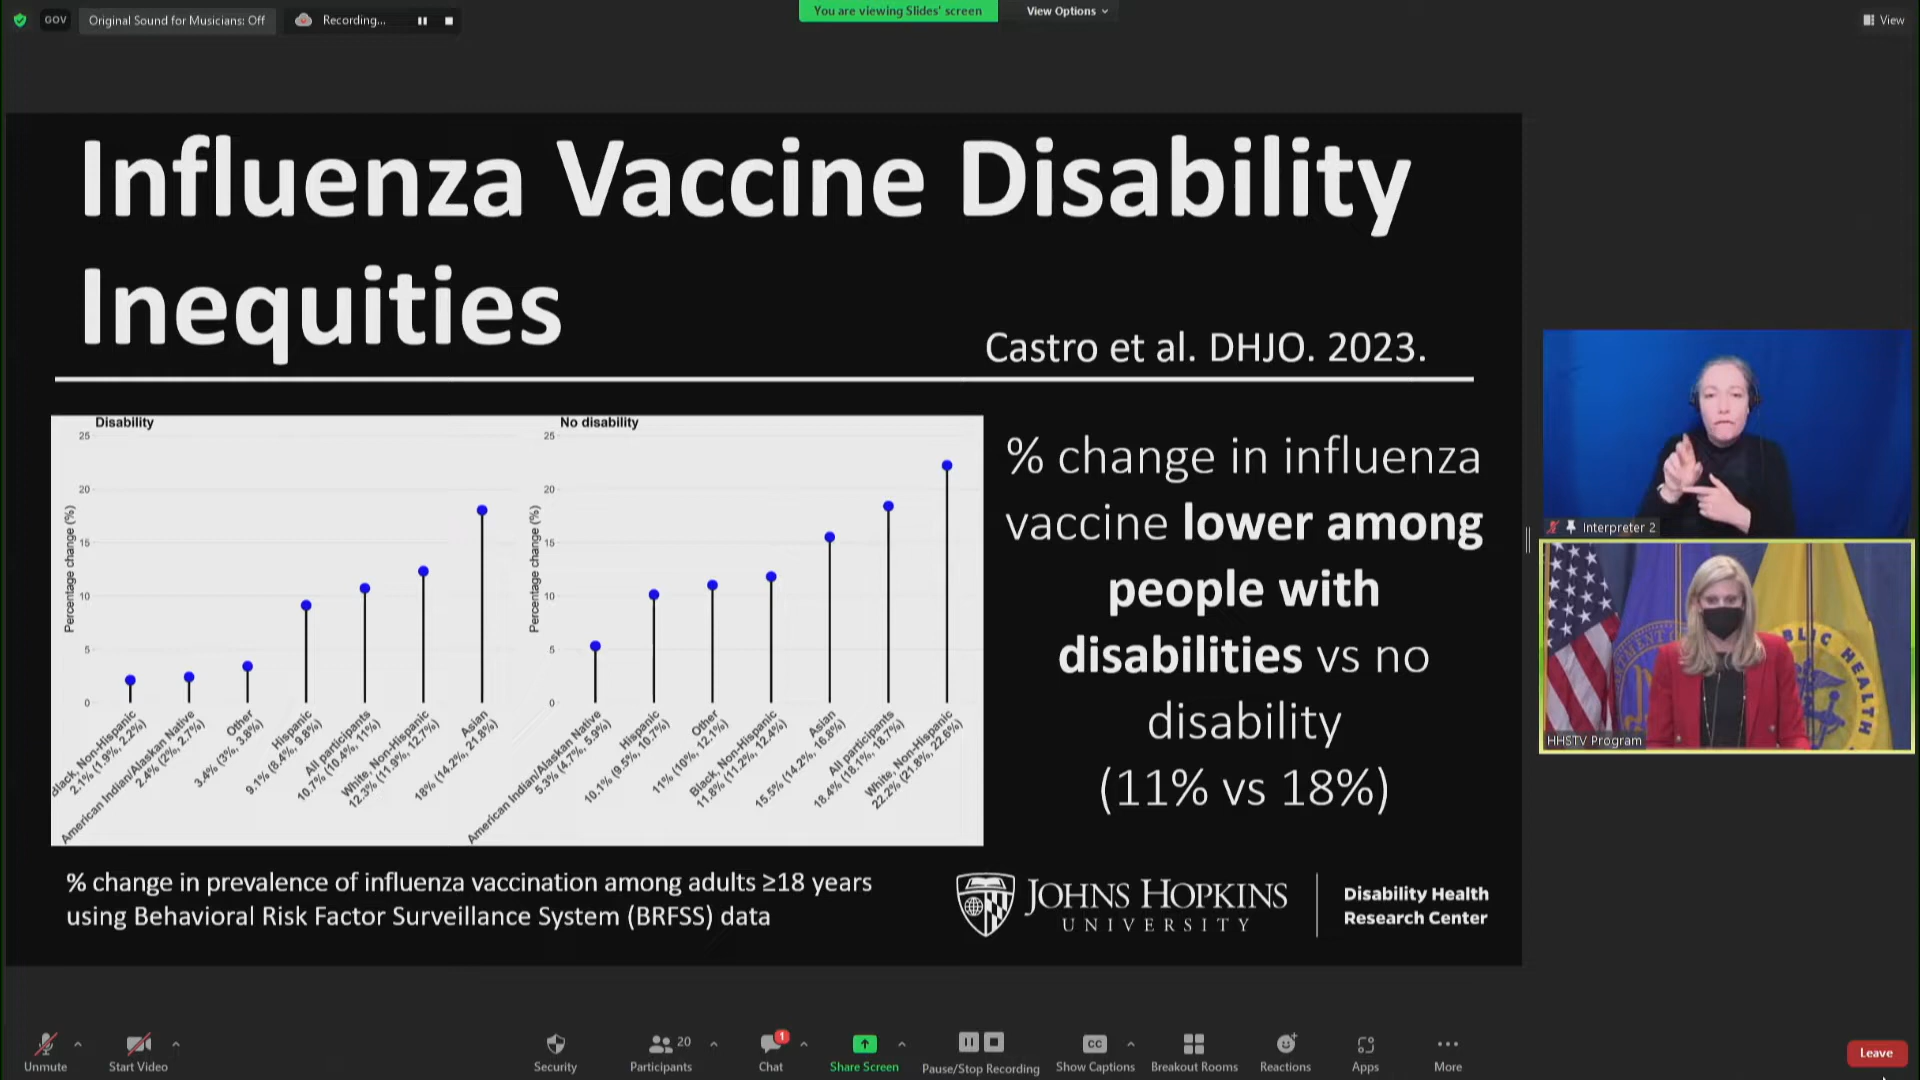 GOV
Original Sound for Musicians: Off
Recording...
You are viewing Slides' screen
View Options
View
Influenza Vaccine Disability
Inequities
Castro et al. DHJO. 2023.
Disability
25
20
15
10
5
0
Percentage change (%)
Black, Non-Hispanic
2.1% (1.9%, 2.2%)
American Indian/Alaskan Native
2.4% (2%, 2.7%)
Other
3.4% (3%, 3.8%)
Hispanic
9.1% (8.4%, 9.8%)
All participants
10.7% (10.4%, 11%)
White, Non-Hispanic
12.3% (11.9%, 12.7%)
Asian
18% (14.2%, 21.8%)
No disability
25
20
15
10
5
0
Percentage change (%)
American Indian/Alaskan Native
5.3% (4.7%, 5.9%)
Hispanic
10.1% (9.5%, 10.7%)
Other
11% (10%, 12.1%)
Black, Non-Hispanic
11.8% (11.2%, 12.4%)
Asian
15.5% (14.2%, 16.8%)
All participants
18.4% (18.1%, 18.7%)
White, Non-Hispanic
22.2% (21.8%, 22.6%)
% change in influenza
vaccine lower among
people with
disabilities vs no
disability
(11% vs 18%)
% change in prevalence of influenza vaccination among adults ≥18 years
using Behavioral Risk Factor Surveillance System (BRFSS) data
JOHNS HOPKINS
UNIVERSITY
Disability Health
Research Center
Interpreter 2
HHSTV Program
Unmute
Start Video
Security
20
Participants
1
Chat
Share Screen
Pause/Stop Recording
CC
Show Captions
Breakout Rooms
Reactions
Apps
More
Leave